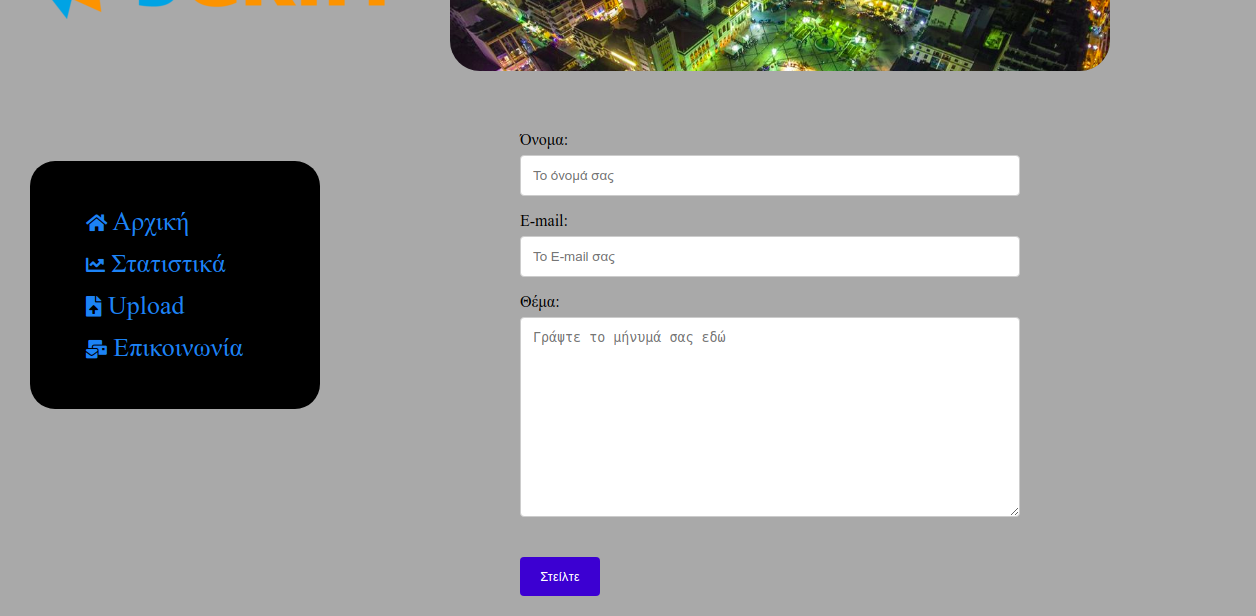 Αρχική
Στατιστικά
Upload
Επικοινωνία
Όνομα:
Το όνομά σας
E-mail:
Το E-mail σας
Θέμα:
Γράψτε το μήνυμά σας εδώ
Στείλτε